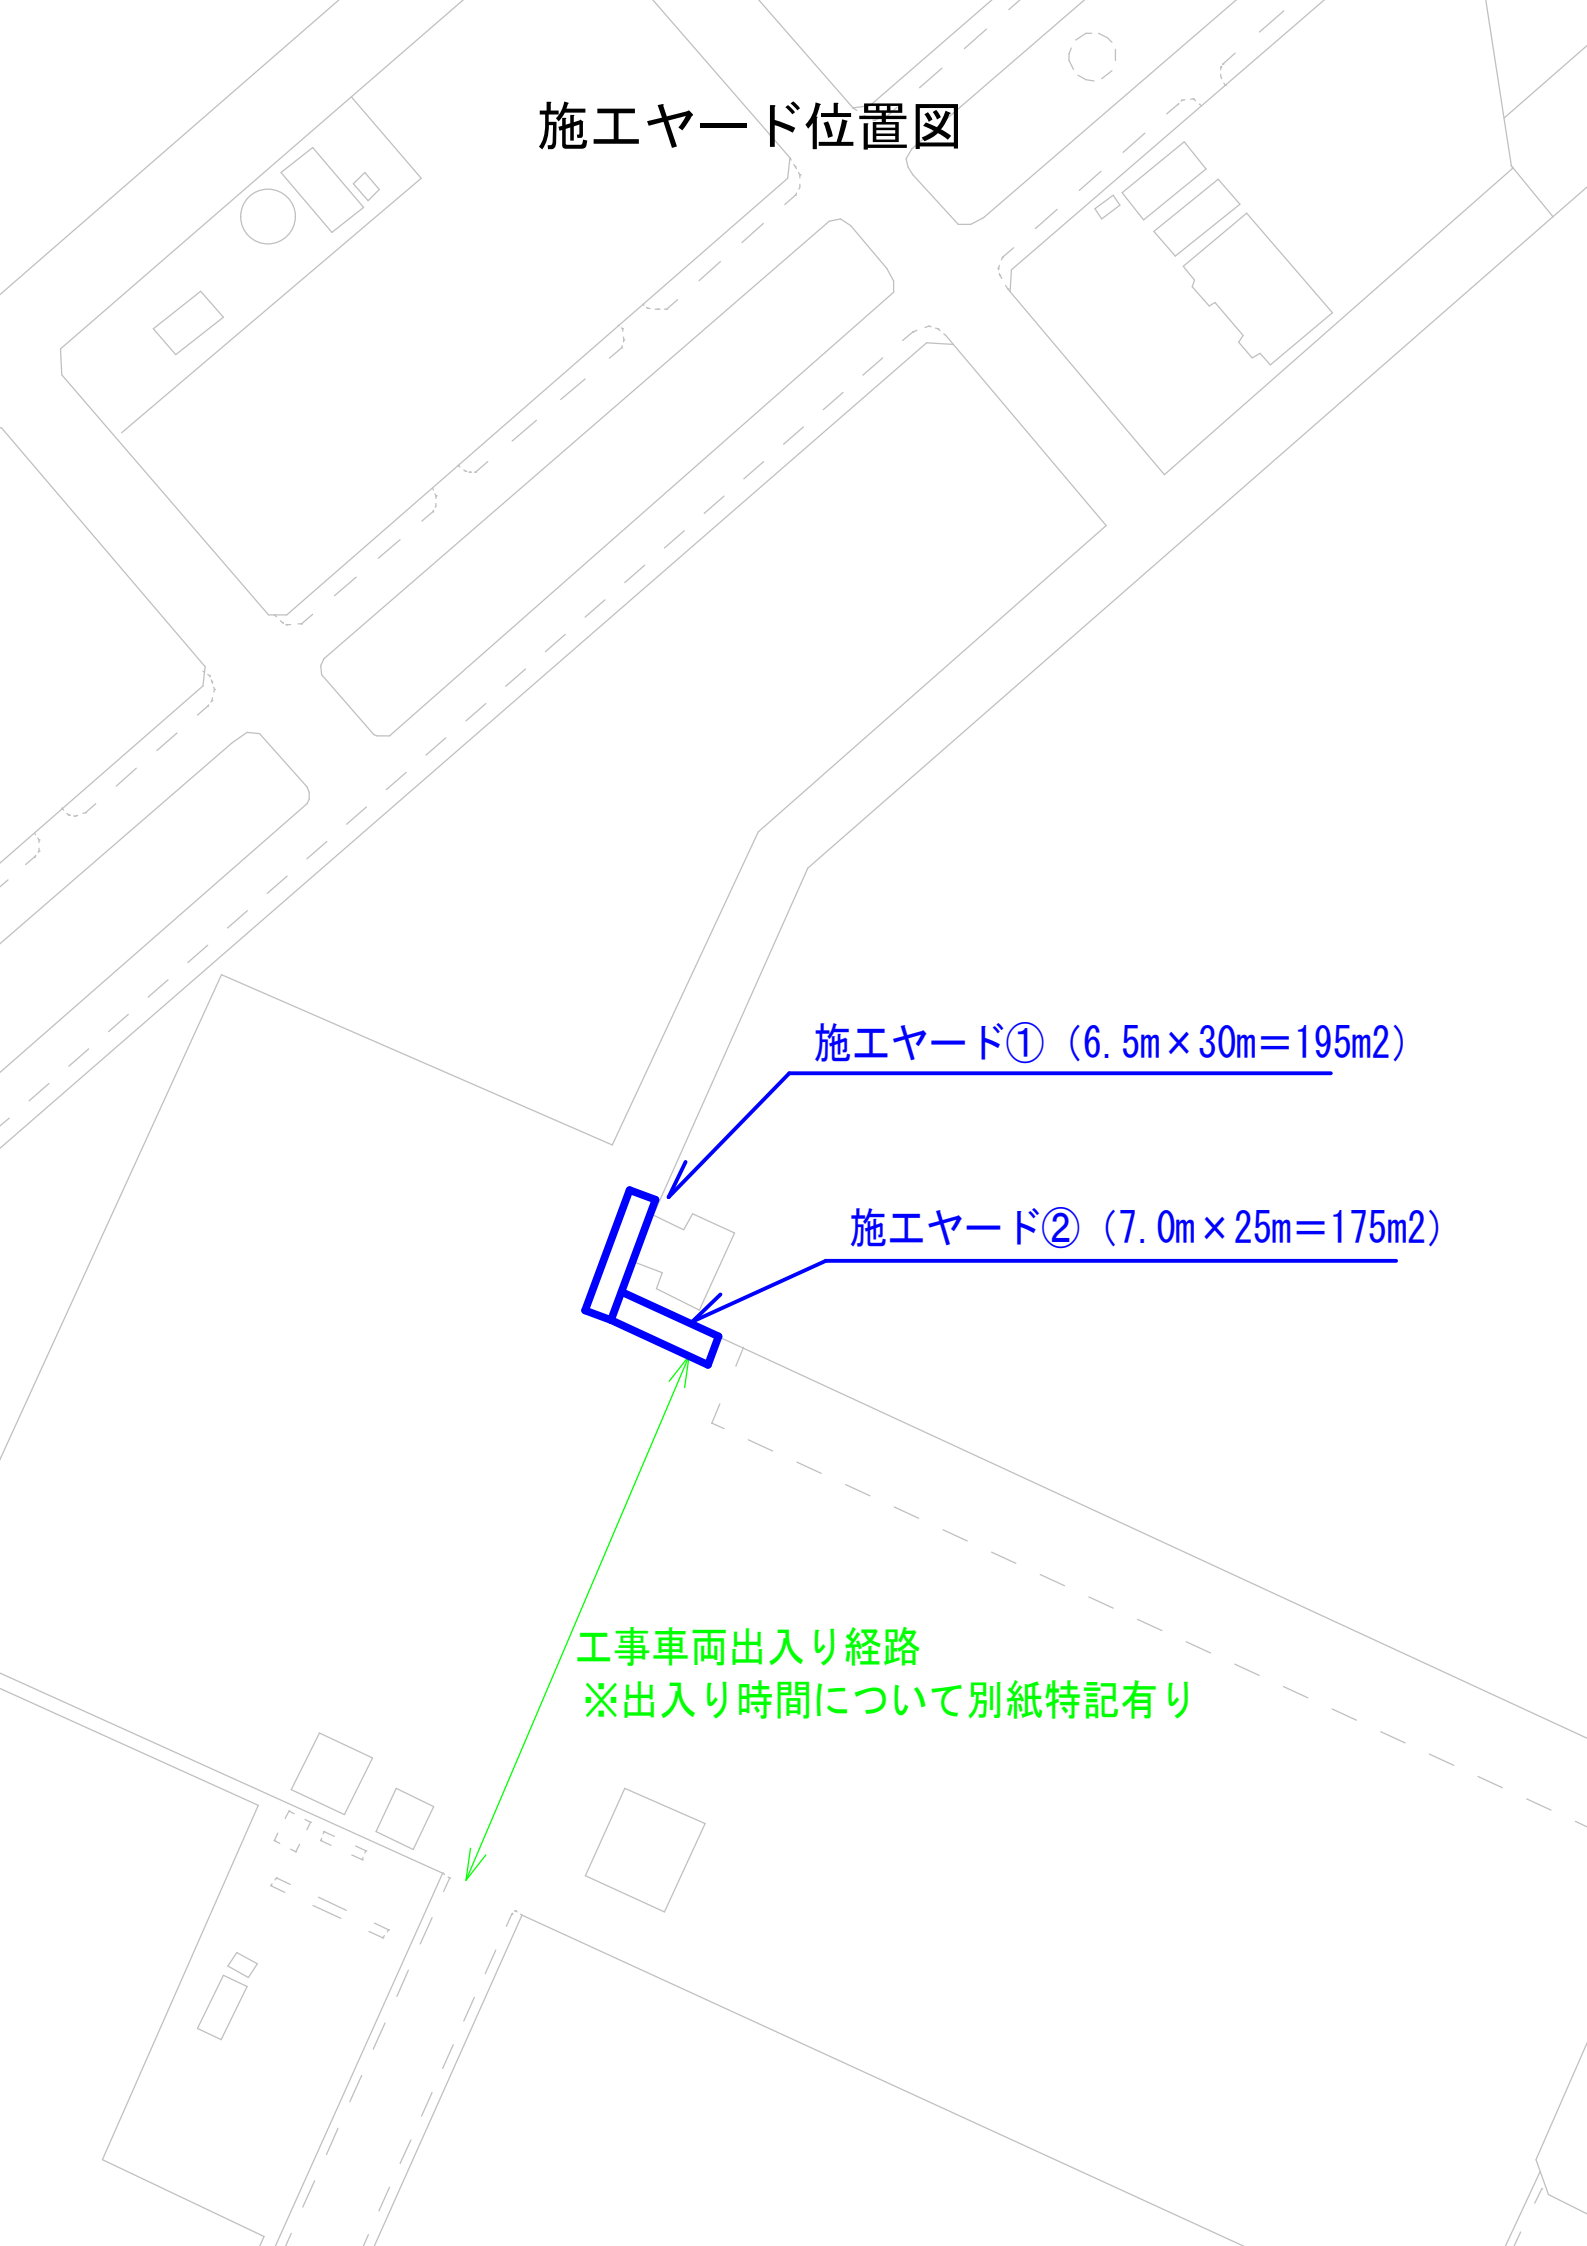 施工ヤード位置図
施工ヤード①（6.5m×30m＝195m2）
施工ヤード②（7.0m×25m＝175m2）
工事車両出入り経路
※出入り時間について別紙特記有り